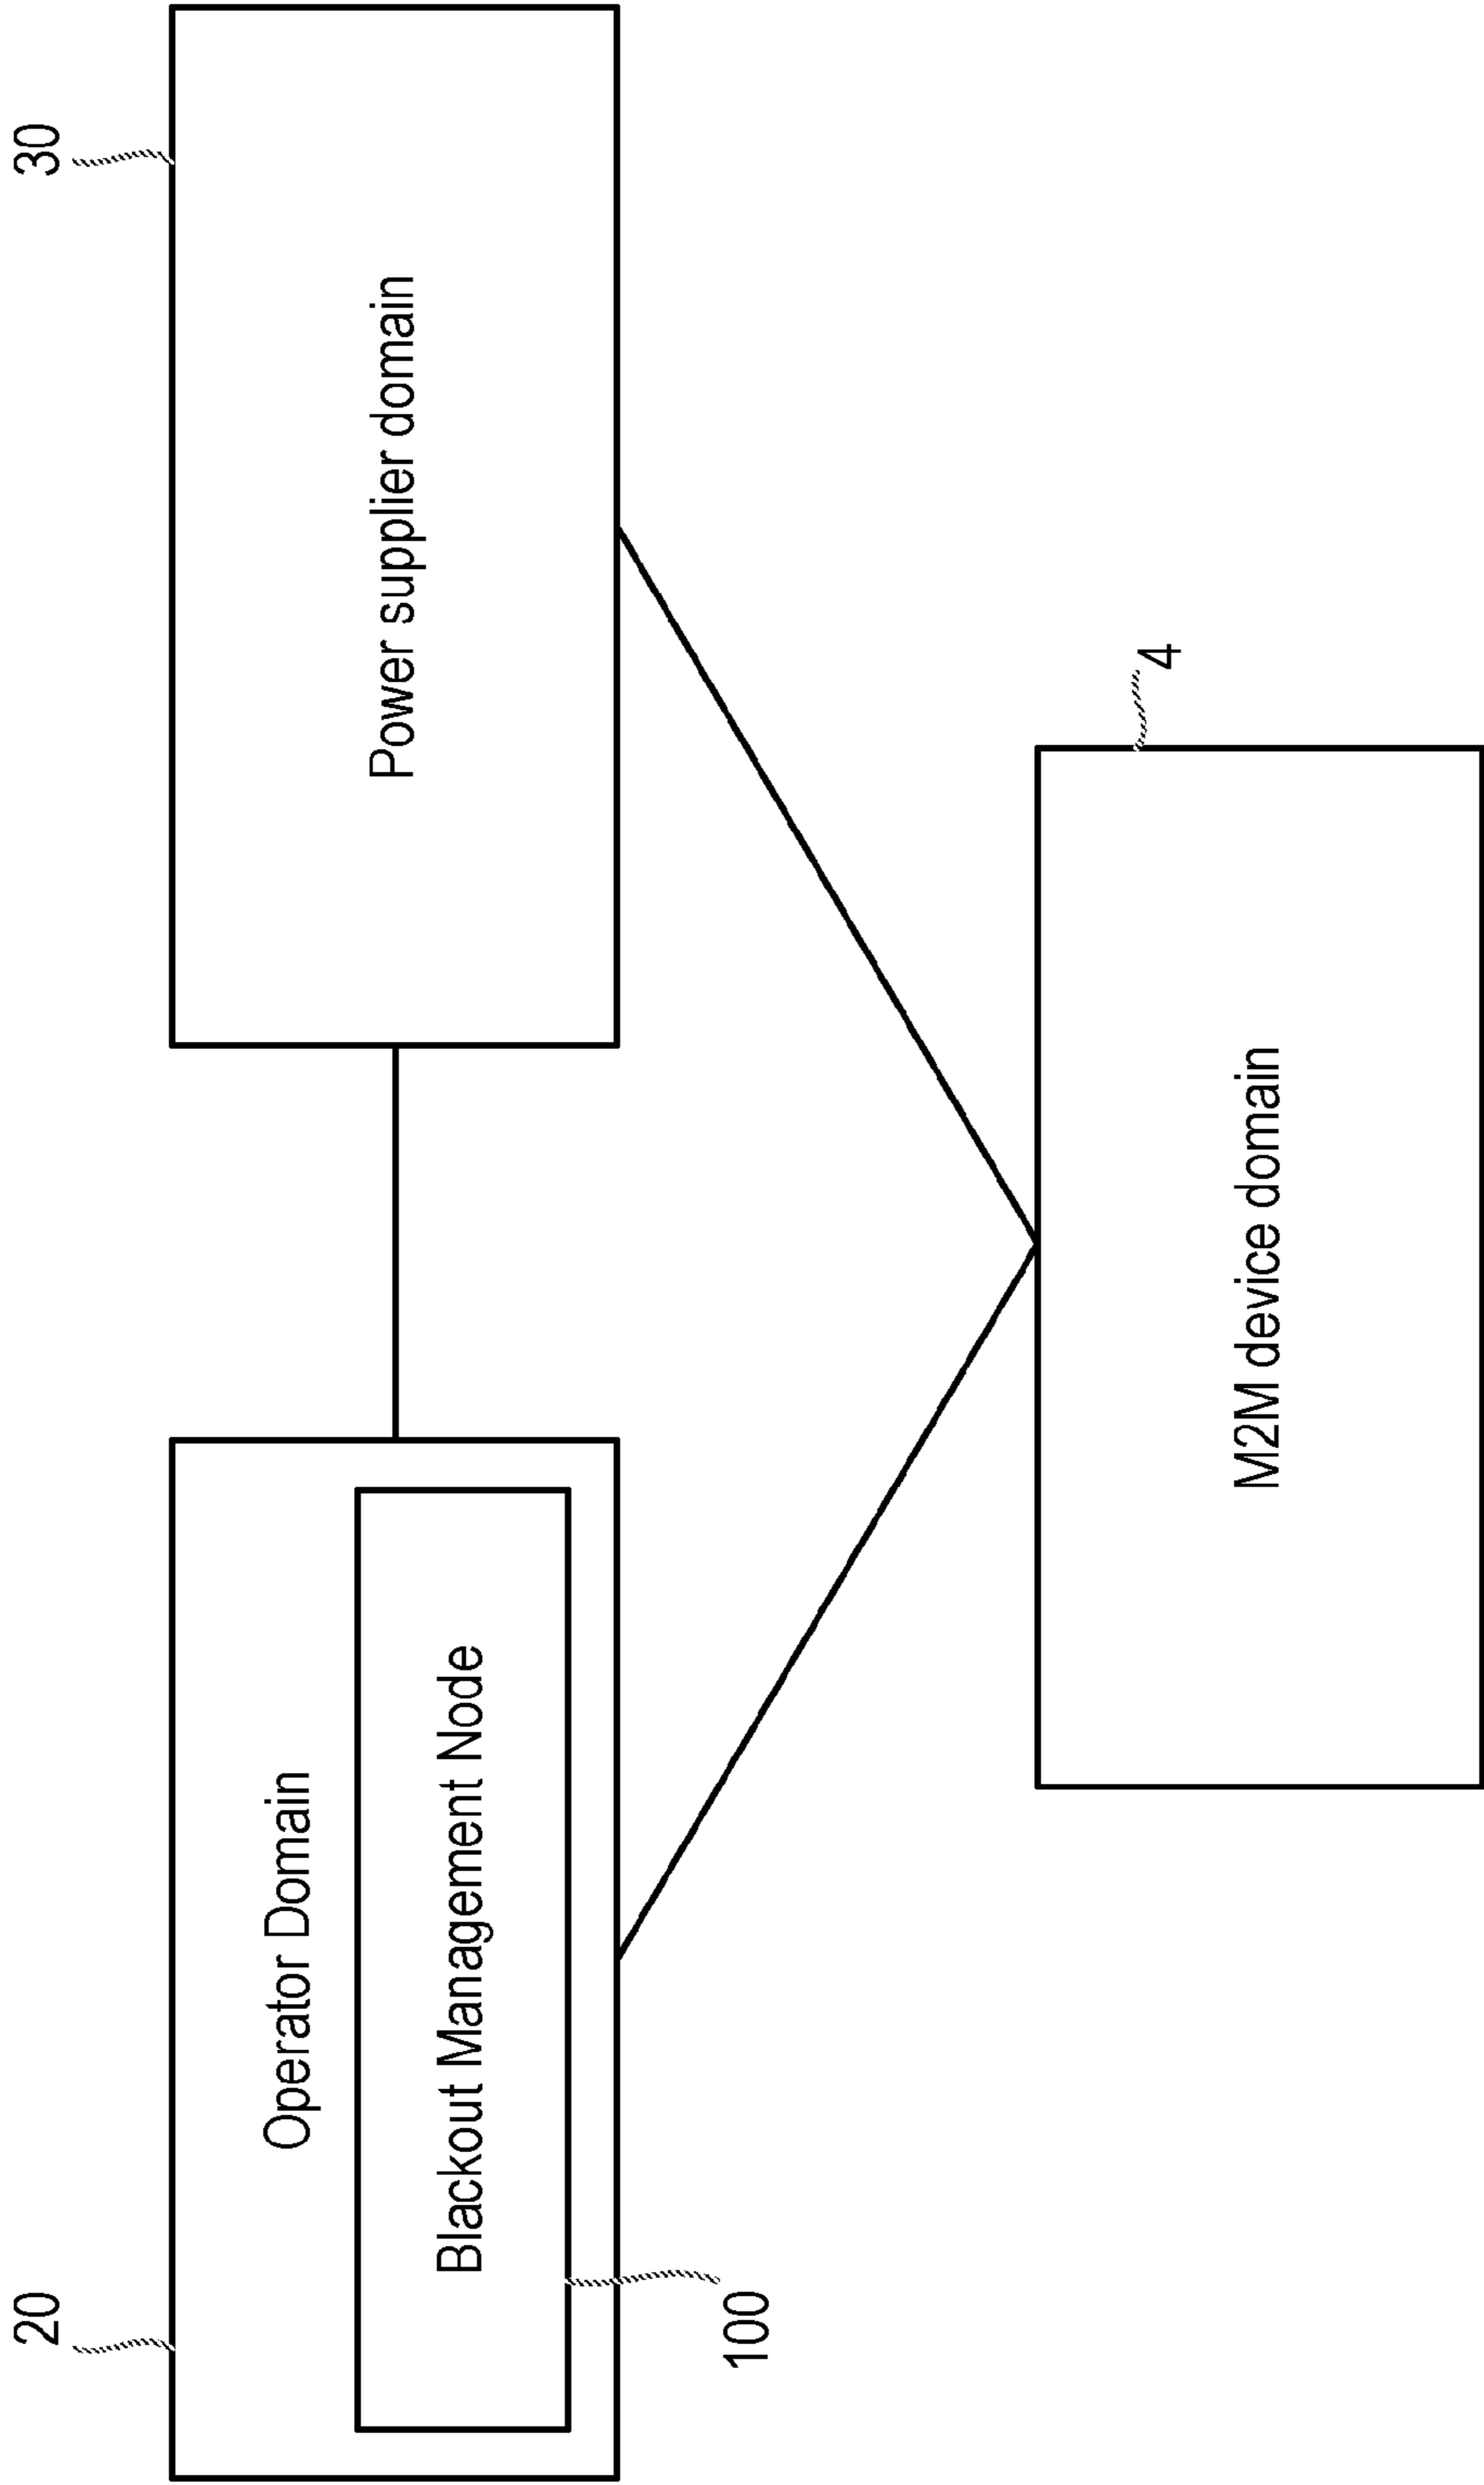 20
30
Operator Domain
Power supplier domain
Blackout Management Node
100
4
M2M device domain